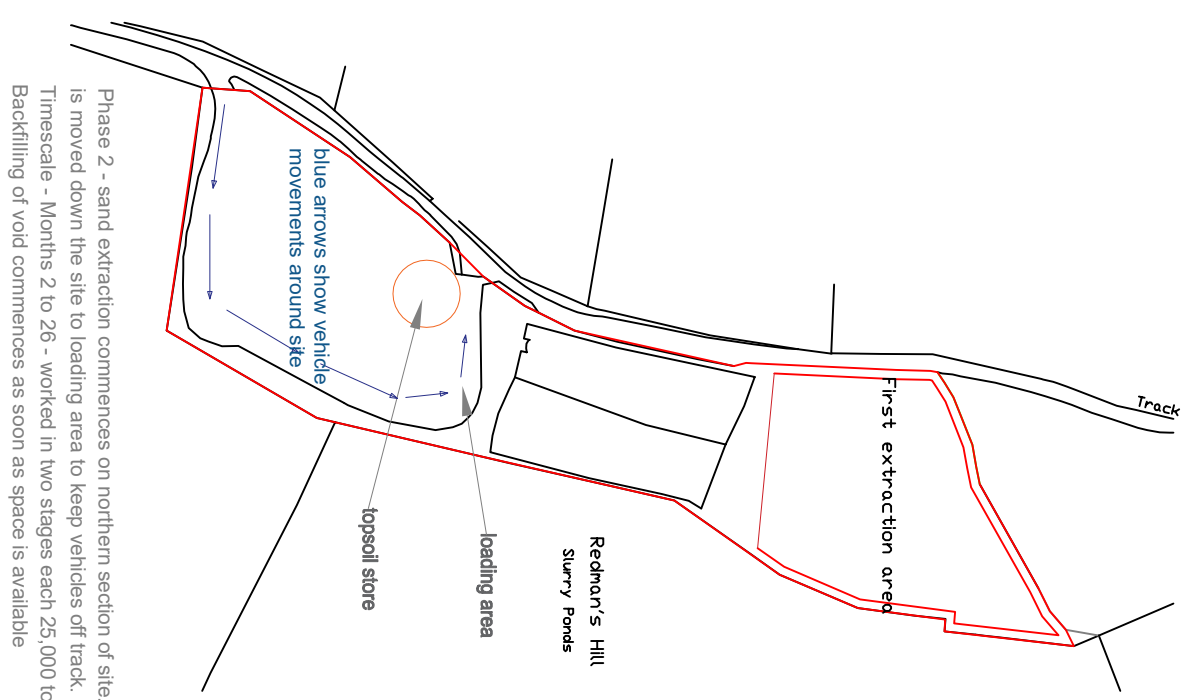 Track
blue arrows show vehicle
movements around site
First extraction area
Redman's Hill
Slurry Ponds
loading area
topsoil store
Phase 2 - sand extraction commences on northern section of site.
is moved down the site to loading area to keep vehicles off track.
Timescale - Months 2 to 26 - worked in two stages each 25,000 to
Backfilling of void commences as soon as space is available